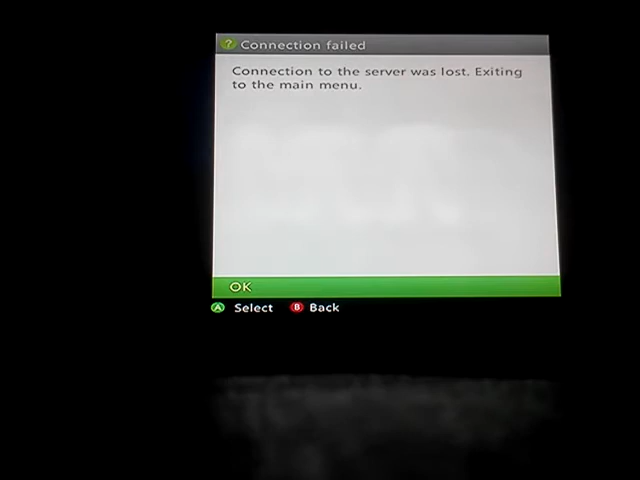 ? Connection failed
Connection to the server was lost. Exiting
to the main menu.
OK
A Select B Back